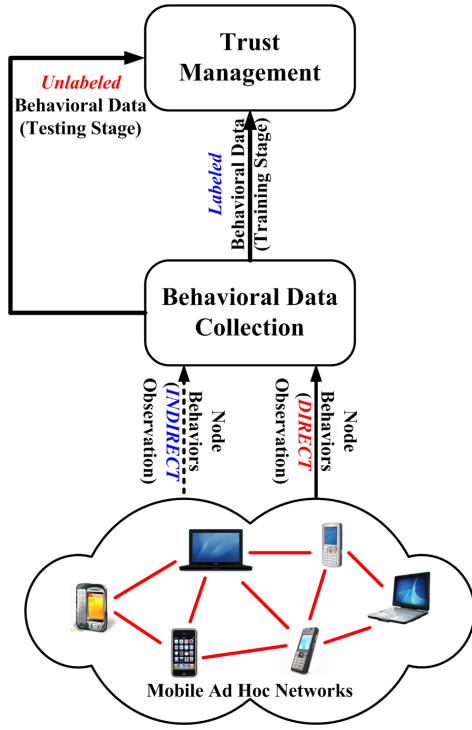 Trust
Management
Unlabeled
Behavioral Data
(Testing Stage)
Labeled
Behavioral Data
(Training Stage)
Behavioral Data
Collection
Node
Behaviors
(INDIRECT
Observation)
Node
Behaviors
(DIRECT
Observation)
Mobile Ad Hoc Networks